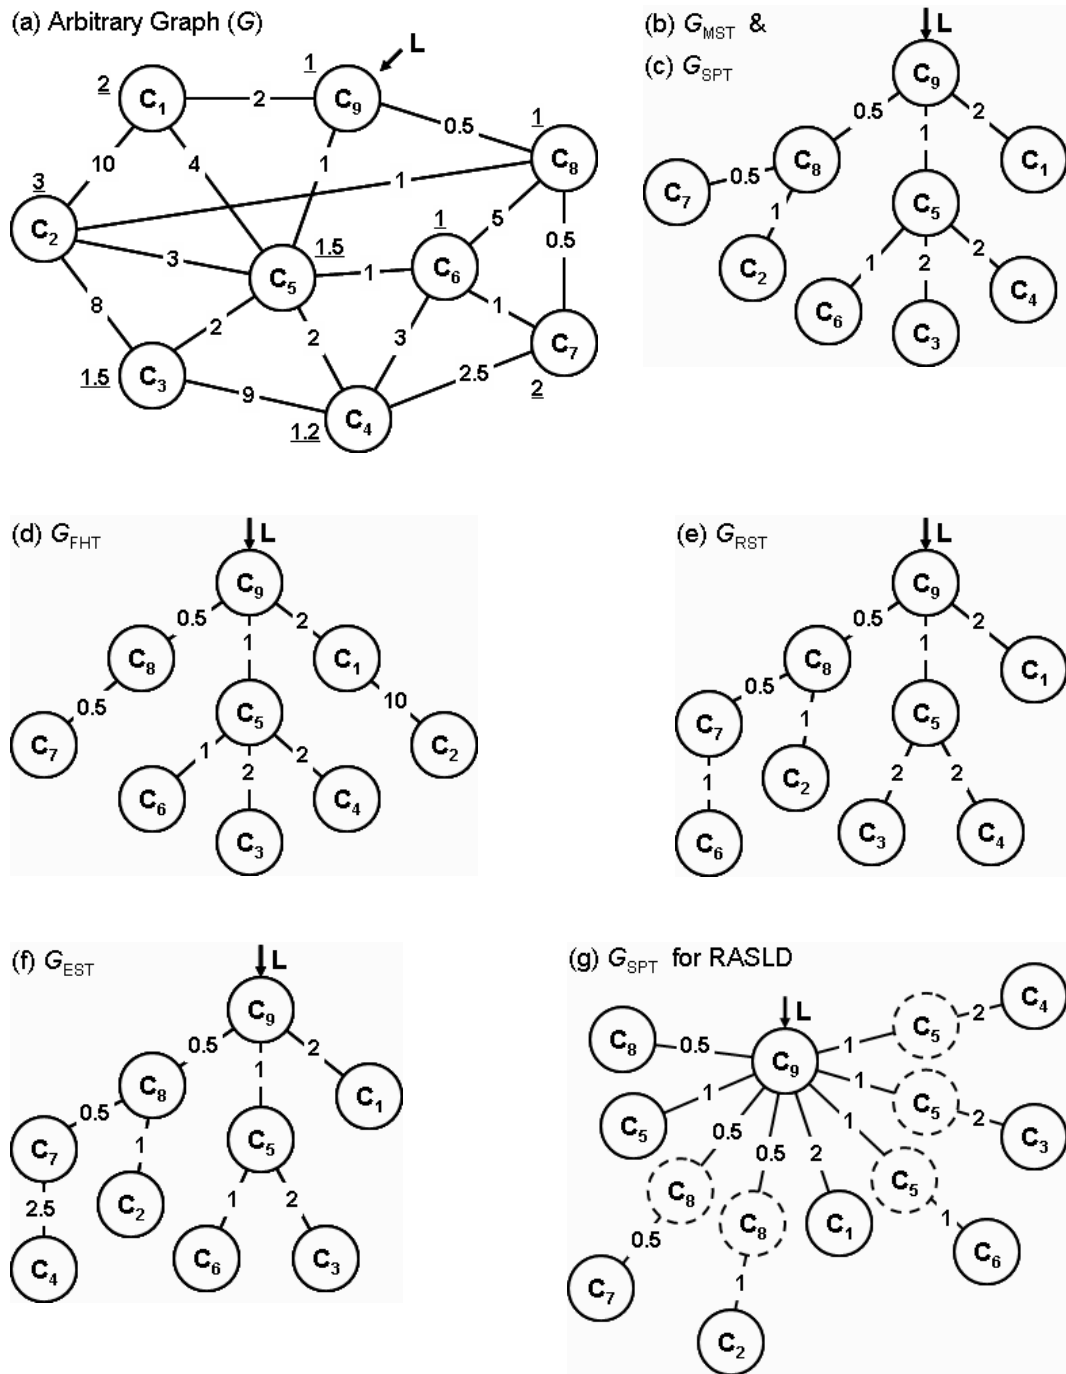 (a) Arbitrary Graph (G)
L
2 C1 2 1 C9 0.5 1 C8
10 4 1 1 5 0.5
3 C2 3 1.5 C5 1 1 C6 1 2 C7
8 2 2 3 2.5
1.5 C3 9 1.2 C4
(b) GMST &
(c) GSPT
L
C9
0.5 1 2
C7 0.5 C8 C1
1 C5
C2 1 2 2
C6 C3 C4
(d) GFHT
L
C9
0.5 1 2
C8 C1
0.5 C5 10
C7 1 2 2 C2
C6 C4
C3
(e) GRST
L
C9
0.5 1 2
C8 C1
0.5 1 C5
C7 C2 2 2
1 C3 C4
C6
(f) GEST
L
C9
0.5 1 2
C8 C1
0.5 1 C5
C7 C2 1 2
2.5 C6 C3
C4
(g) GSPT for RASLD
L
C9
C8 0.5
1 C5 2 C4
C5 1
1 C5 2 C3
0.5 C8 0.5 C7
0.5 C8 1 C2
2 C1
1 C5 1 C6